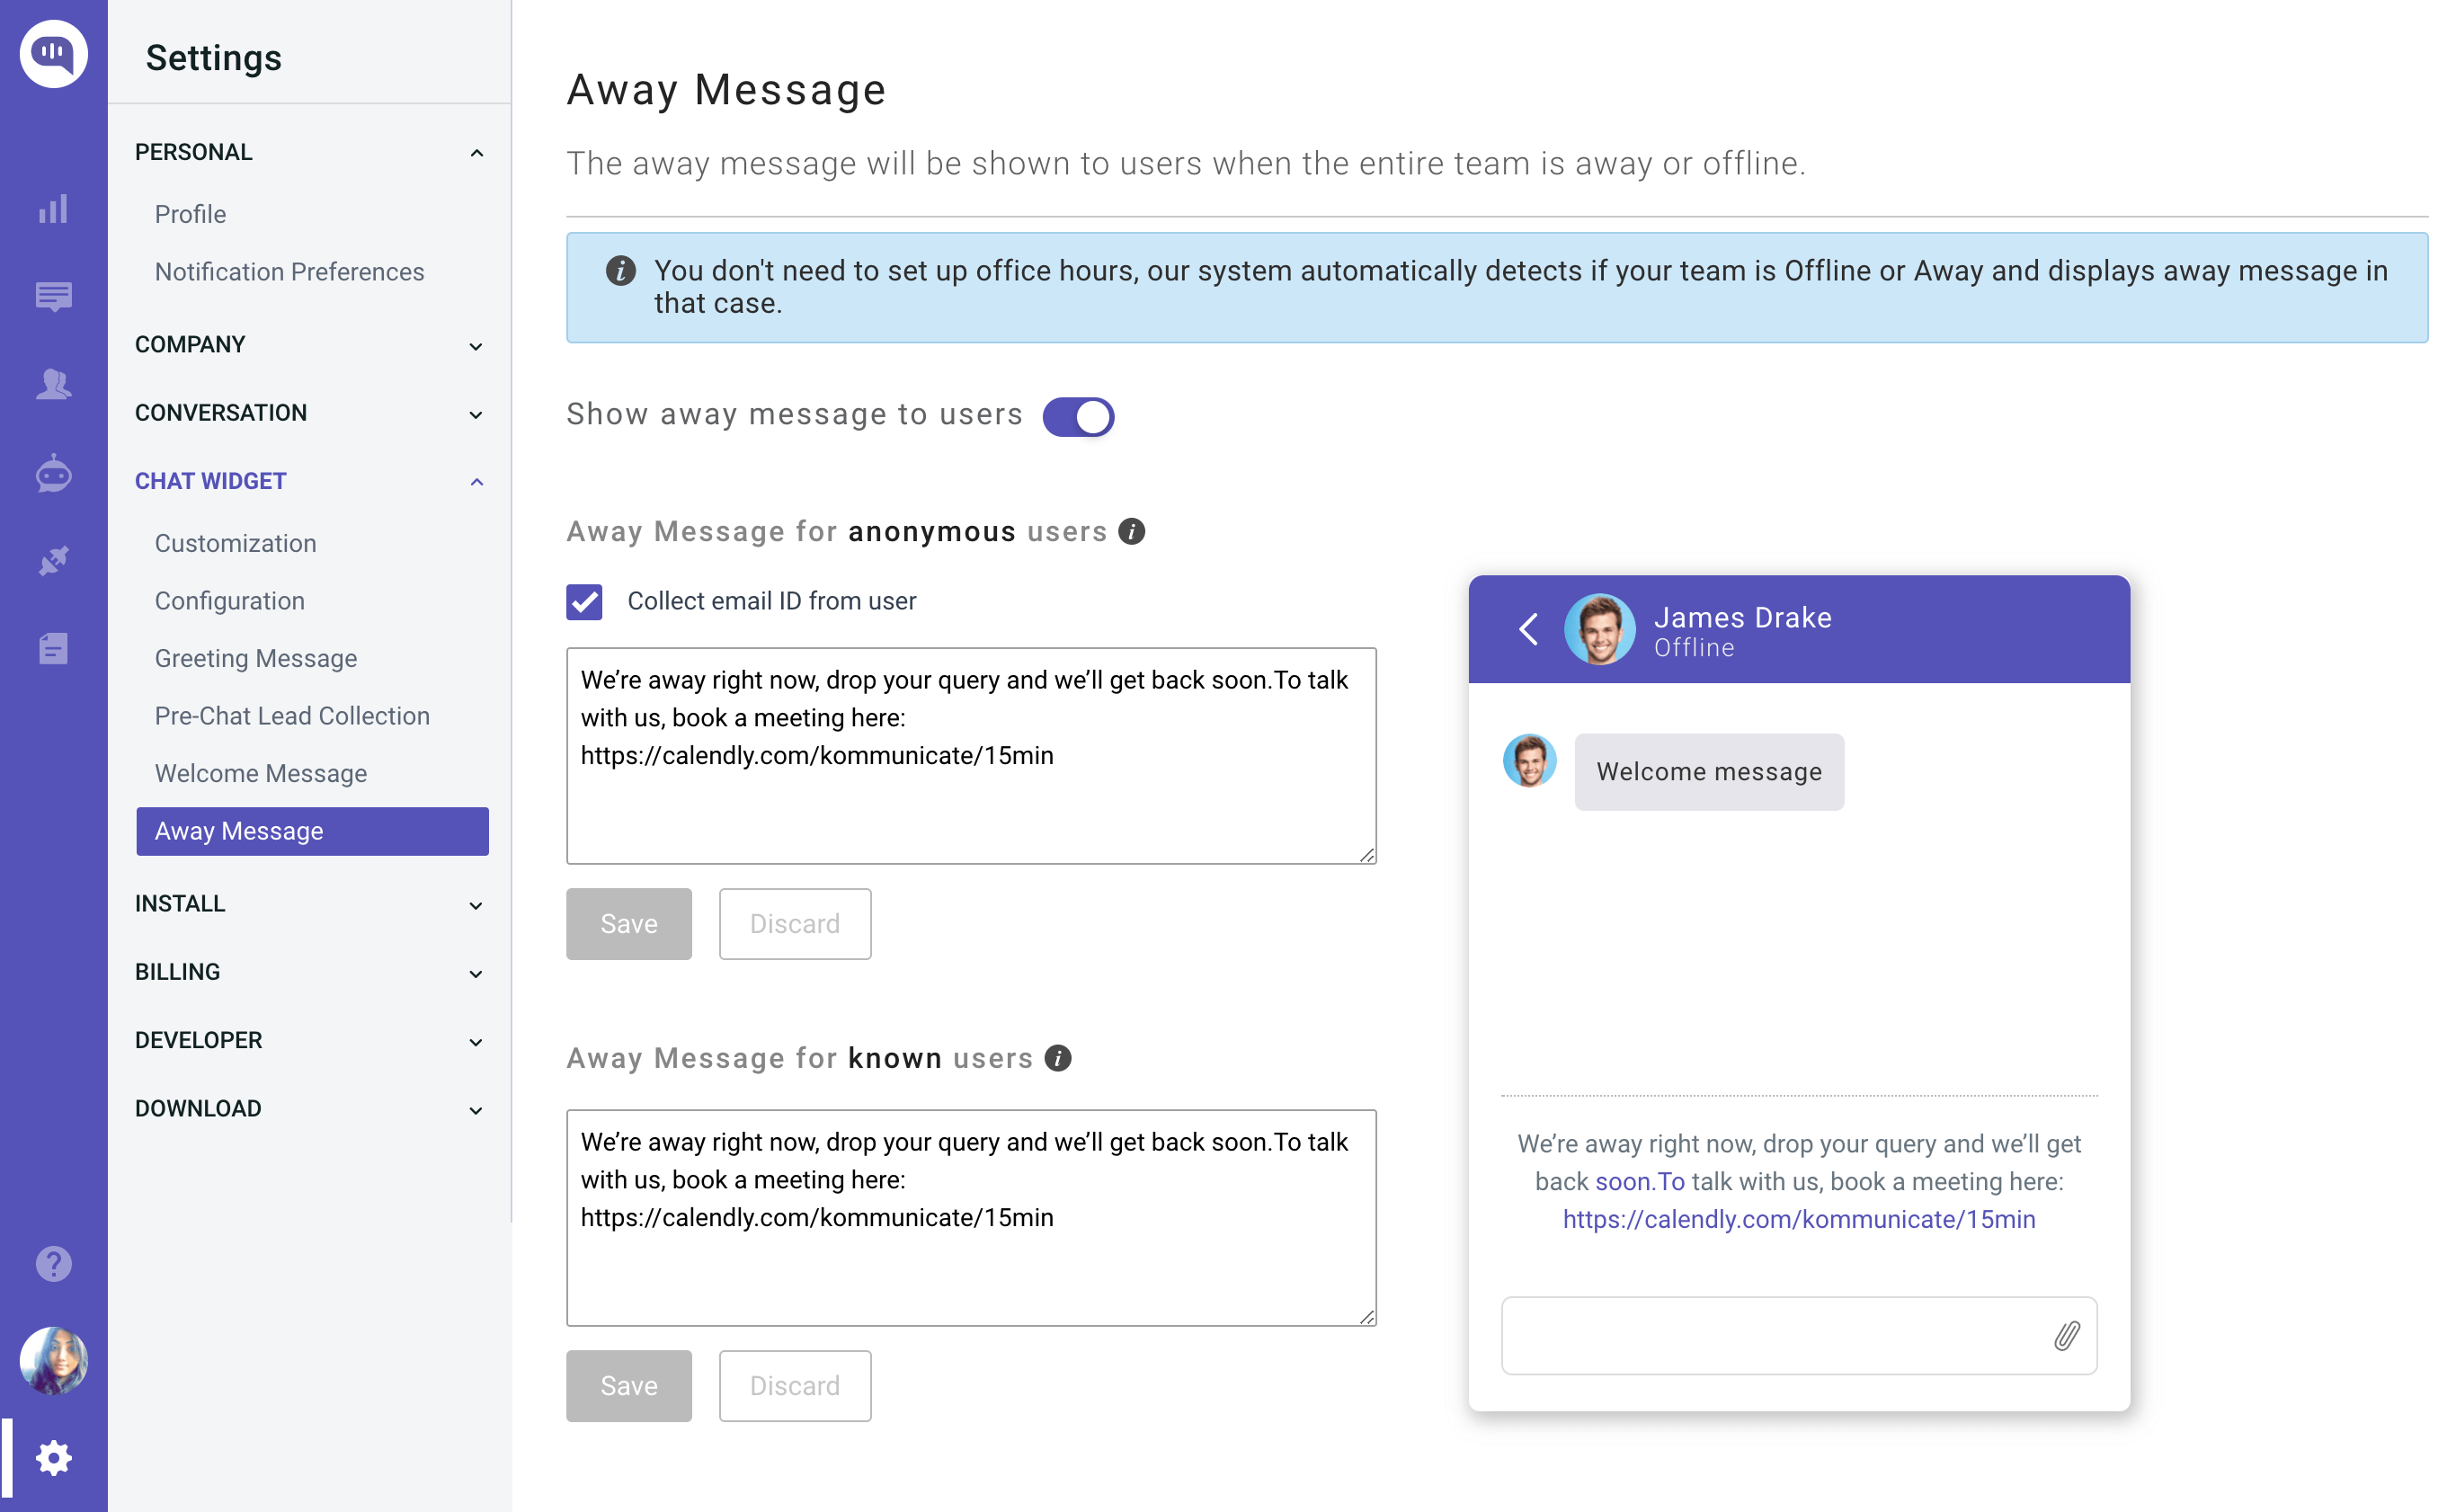 Settings
PERSONAL
Profile
Notification Preferences
COMPANY
CONVERSATION
CHAT WIDGET
Customization
Configuration
Greeting Message
Pre-Chat Lead Collection
Welcome Message
Away Message
INSTALL
BILLING
DEVELOPER
DOWNLOAD
Away Message
The away message will be shown to users when the entire team is away or offline.
You don't need to set up office hours, our system automatically detects if your team is Offline or Away and displays away message in
that case.
Show away message to users
Away Message for anonymous users
Collect email ID from user
We’re away right now, drop your query and we’ll get back soon.To talk
with us, book a meeting here:
https://calendly.com/kommunicate/15min
Save Discard
Away Message for known users
We’re away right now, drop your query and we’ll get back soon.To talk
with us, book a meeting here:
https://calendly.com/kommunicate/15min
Save Discard
James Drake
Offline
Welcome message
We’re away right now, drop your query and we’ll get
back soon.To talk with us, book a meeting here:
https://calendly.com/kommunicate/15min